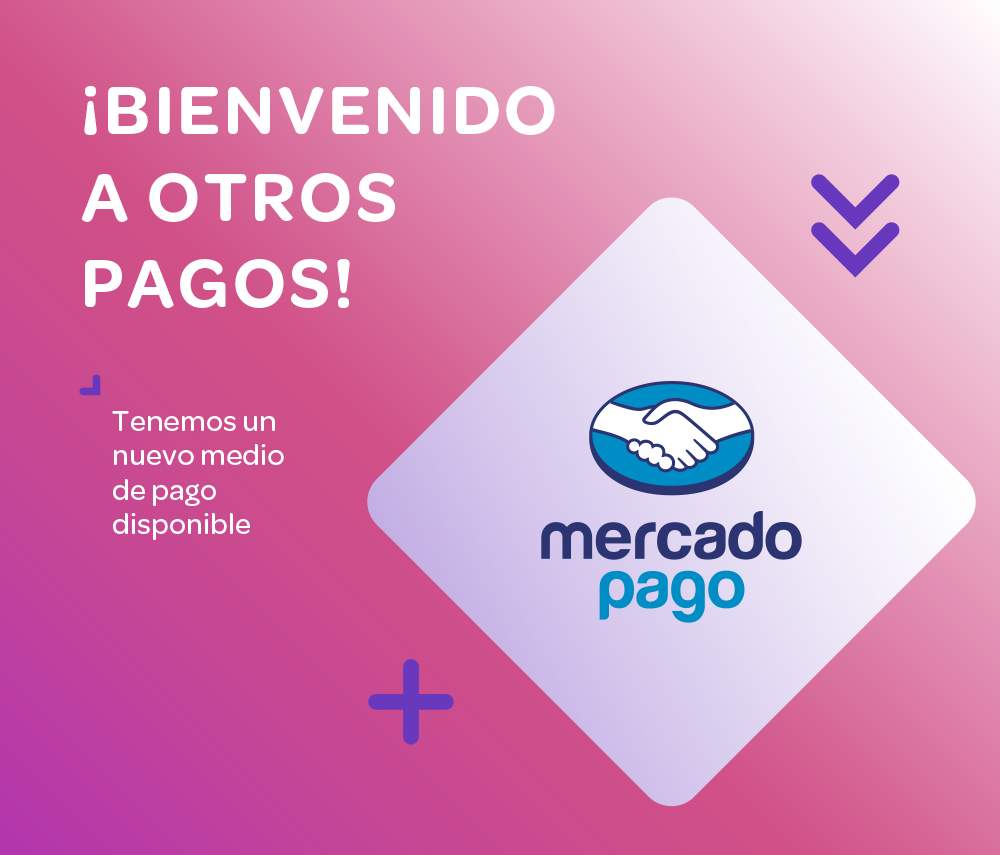 ¡BIENVENIDO
A OTROS
PAGOS!
Tenemos un
nuevo medio
de pago
disponible
mercado
pago